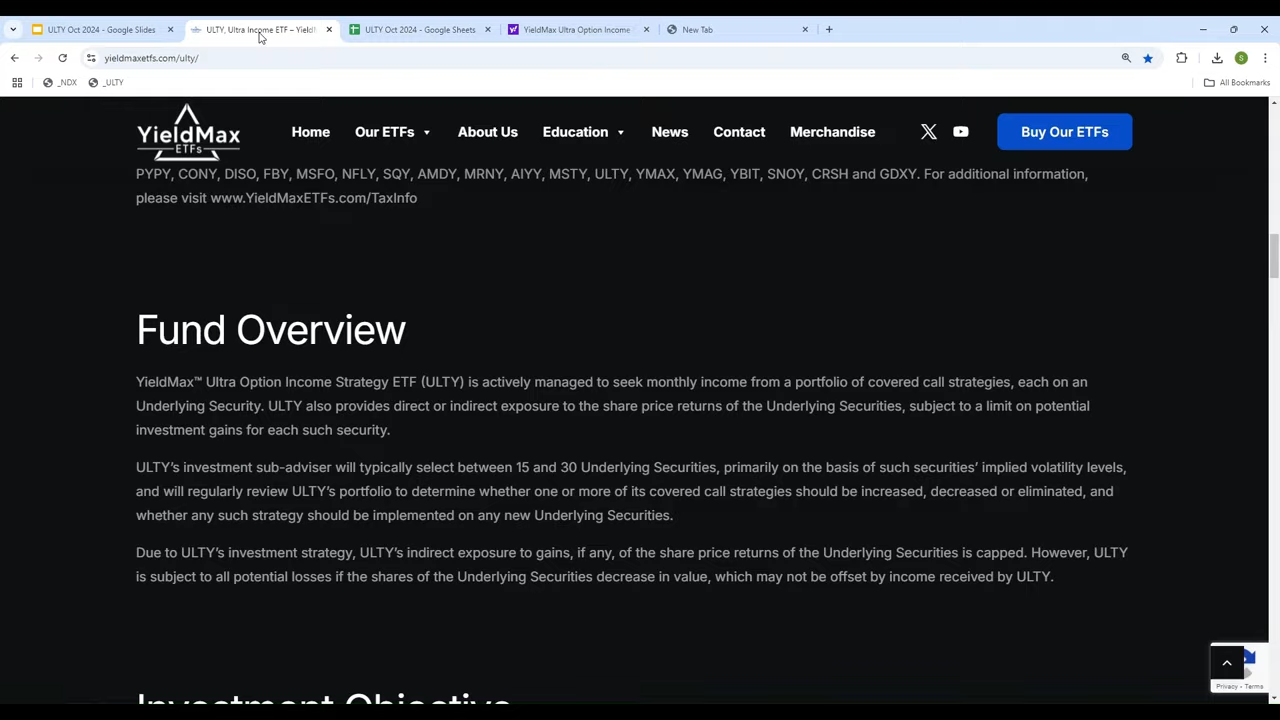 ULTY Oct 2024 - Google Slides
ULTY, Ultra Income ETF – Yield
ULTY Oct 2024 - Google Sheets
YieldMax Ultra Option Income
New Tab
yieldmaxetfs.com/ulty/
_NDX
_ULTY
All Bookmarks
YieldMax
ETFs
Home
Our ETFs
About Us
Education
News
Contact
Merchandise
Buy Our ETFs
PYPY, CONY, DISO, FBY, MSFO, NFLY, SQY, AMDY, MRNY, AIYY, MSTY, ULTY, YMAX, YMAG, YBIT, SNOY, CRSH and GDXY. For additional information,
please visit www.YieldMaxETFs.com/TaxInfo
Fund Overview
YieldMax™ Ultra Option Income Strategy ETF (ULTY) is actively managed to seek monthly income from a portfolio of covered call strategies, each on an
Underlying Security. ULTY also provides direct or indirect exposure to the share price returns of the Underlying Securities, subject to a limit on potential
investment gains for each such security.
ULTY's investment sub-adviser will typically select between 15 and 30 Underlying Securities, primarily on the basis of such securities' implied volatility levels,
and will regularly review ULTY's portfolio to determine whether one or more of its covered call strategies should be increased, decreased or eliminated, and
whether any such strategy should be implemented on any new Underlying Securities.
Due to ULTY's investment strategy, ULTY's indirect exposure to gains, if any, of the share price returns of the Underlying Securities is capped. However, ULTY
is subject to all potential losses if the shares of the Underlying Securities decrease in value, which may not be offset by income received by ULTY.
Investment Objective
Privacy - Terms